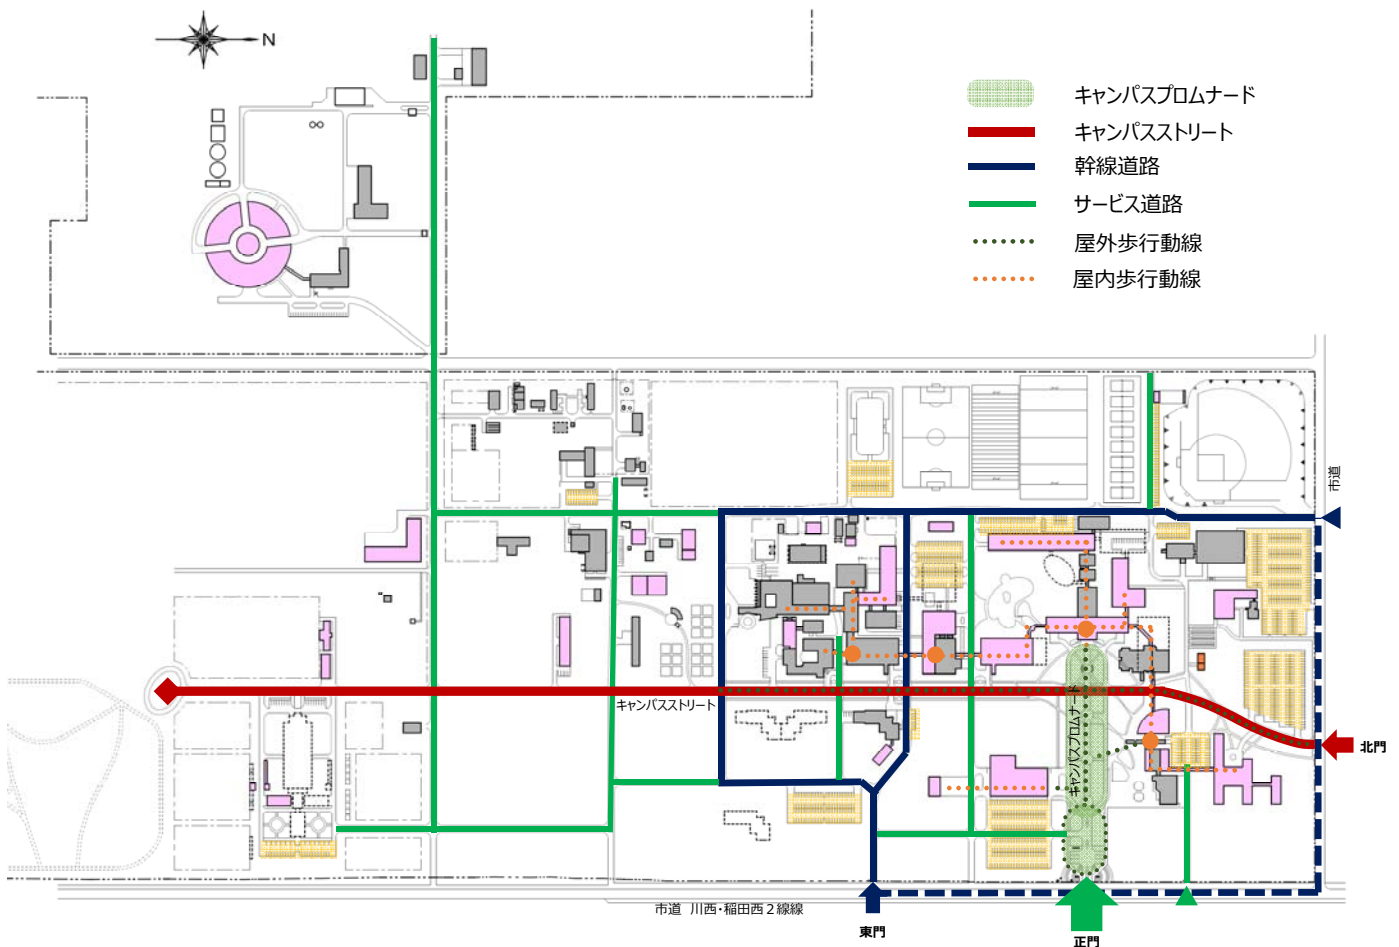 N
キャンパスプロムナード
キャンパスストリート
幹線道路
サービス道路
屋外歩行動線
屋内歩行動線
市道
キャンパスストリート
キャンパスプロムナード
北門
市道 川西・稲田西２線線
東門
正門